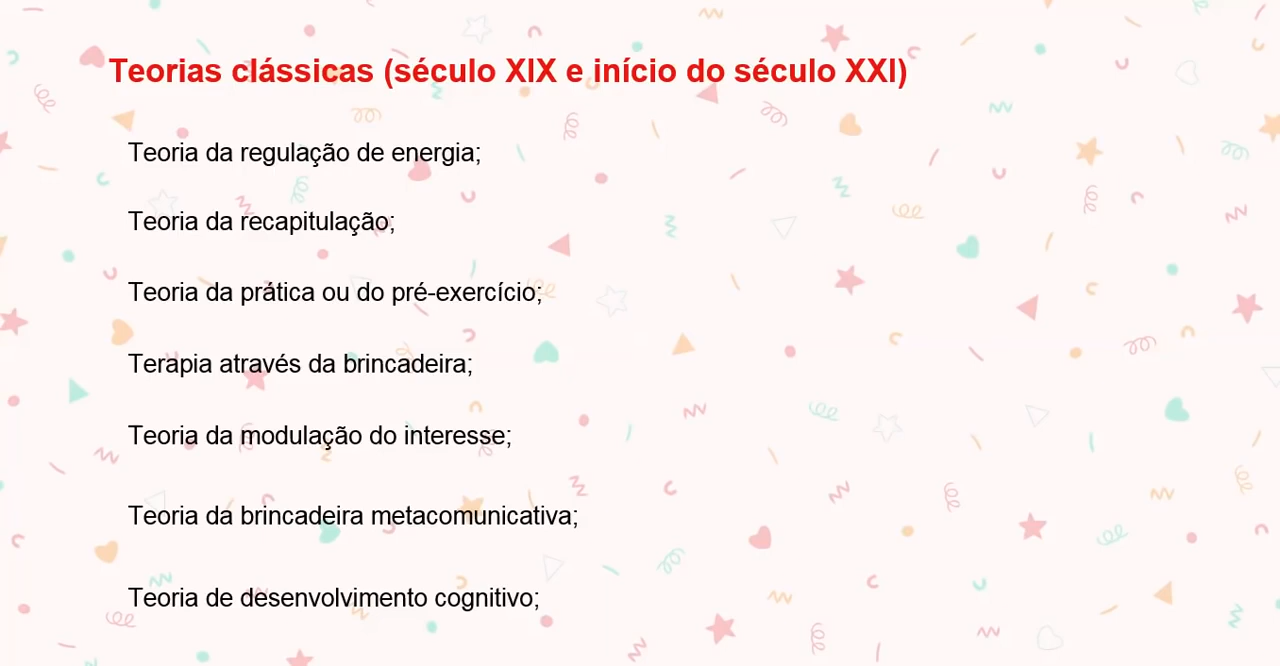 Teorias clássicas (século XIX e início do século XXI)
Teoria da regulação de energia;
Teoria da recapitulação;
Teoria da prática ou do pré-exercício;
Terapia através da brincadeira;
Teoria da modulação do interesse;
Teoria da brincadeira metacomunicativa;
Teoria de desenvolvimento cognitivo;